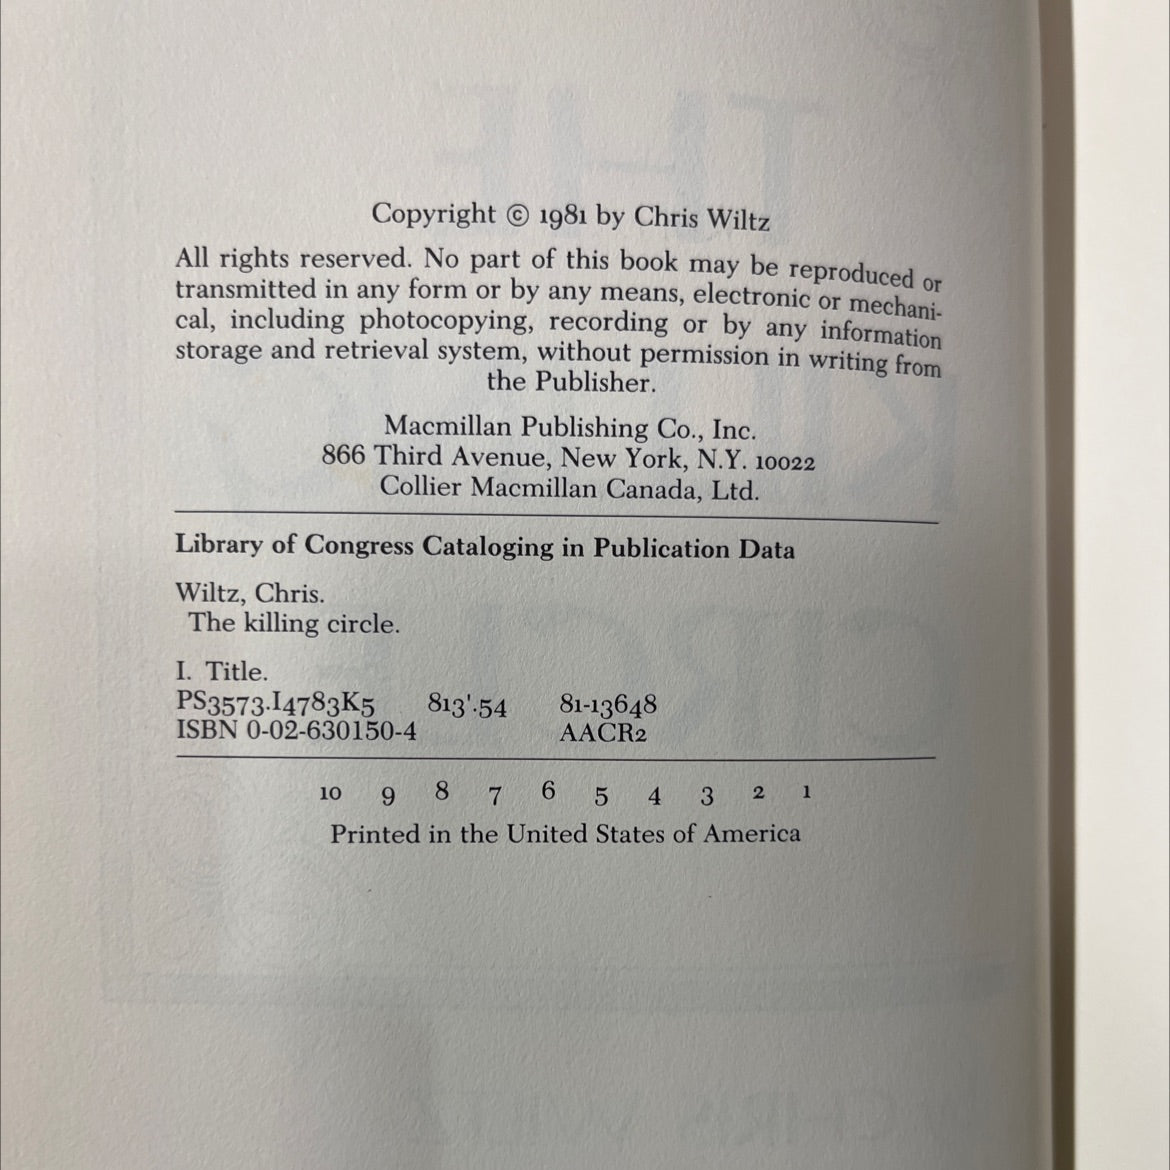 Copyright © 1981 by Chris Wiltz
All rights reserved. No part of this book may be reproduced or
transmitted in any form or by any means, electronic or mechani-
cal, including photocopying, recording or by any information
storage and retrieval system, without permission in writing from
the Publisher.
Macmillan Publishing Co., Inc.
866 Third Avenue, New York, N.Y. 10022
Collier Macmillan Canada, Ltd.
Library of Congress Cataloging in Publication Data
Wiltz, Chris.
The killing circle.
I. Title.
PS3573.I4783K5 813'.54 81-13648
ISBN 0-02-630150-4 AACR2
10 9 8 7 6 5 4 3 2 1
Printed in the United States of America